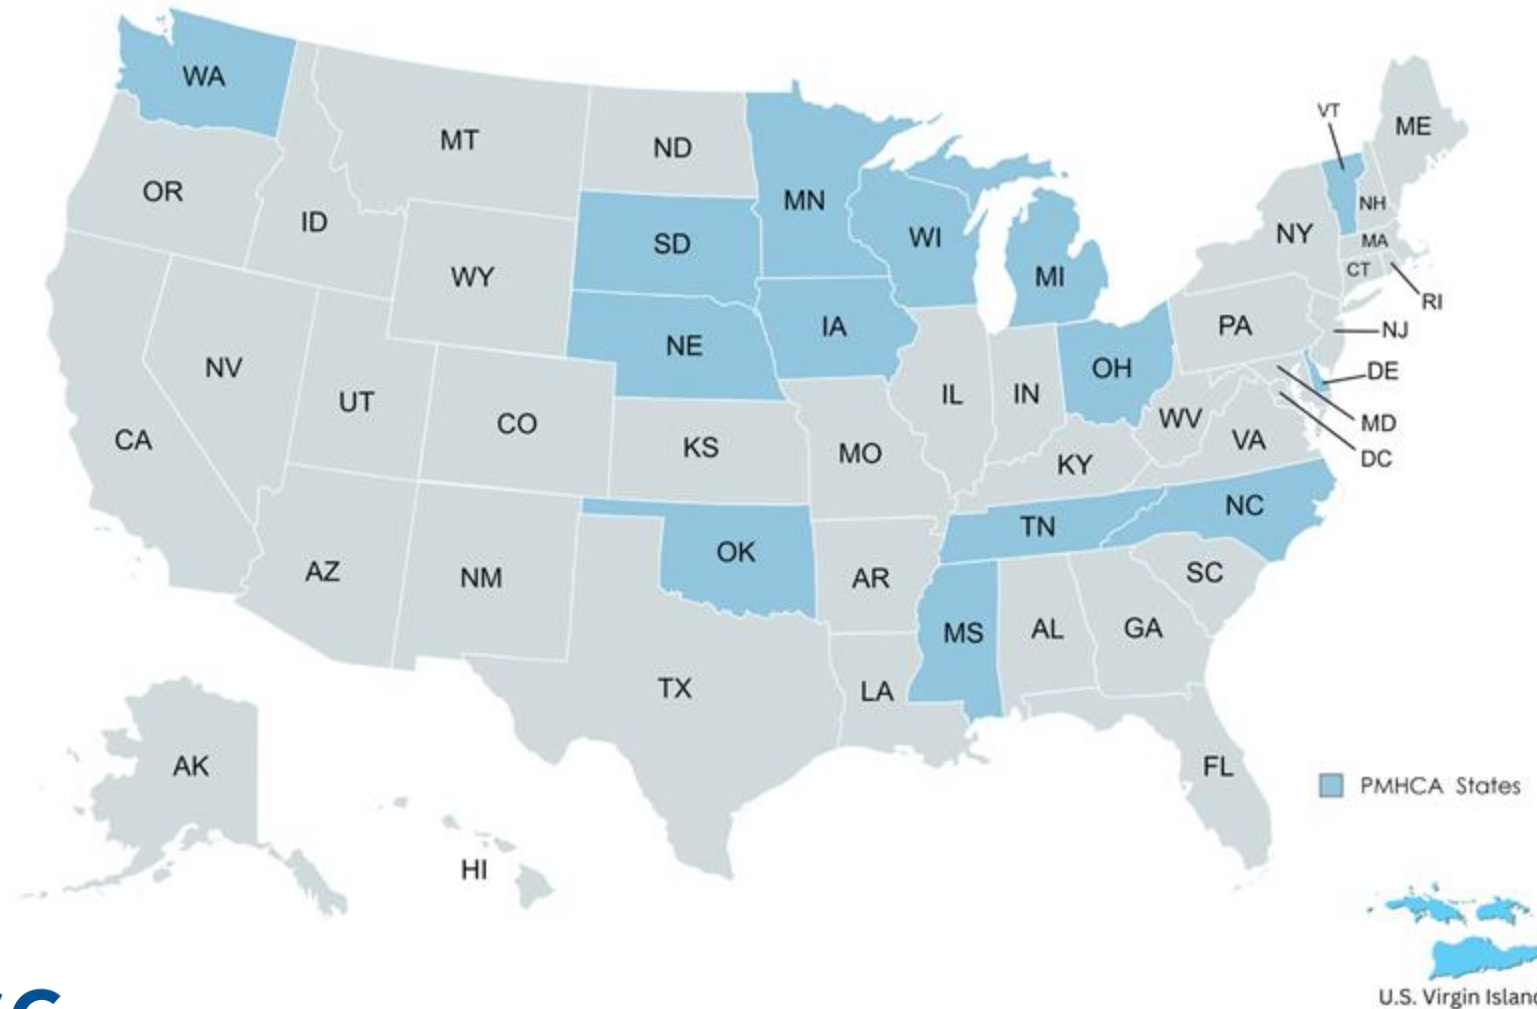 WA
VT
ME
MT
ND
OR
MN
ID
NH
SD
WI
NY
MA
WY
MI
CT
RI
IA
PA
NJ
NE
NV
OH
DE
UT
IL
IN
CO
WV
MD
CA
KS
MO
VA
KY
DC
NC
TN
OK
AZ
NM
AR
SC
MS
AL
GA
TX
LA
AK
FL
PMHCA States
HI
U.S. Virgin Island